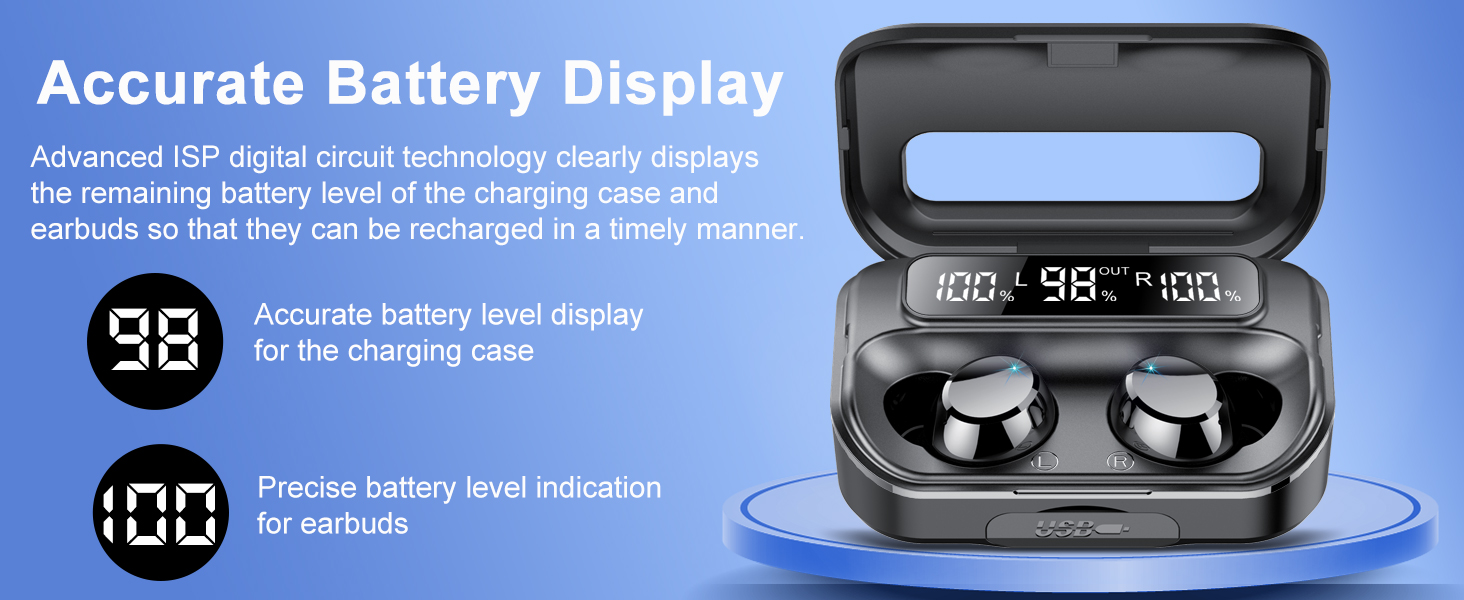 Accurate Battery Display
Advanced ISP digital circuit technology clearly displays
the remaining battery level of the charging case and
earbuds so that they can be recharged in a timely manner.
98
Accurate battery level display
for the charging case
100
Precise battery level indication
for earbuds
100% L 98% OUT R 100%
L R
USB